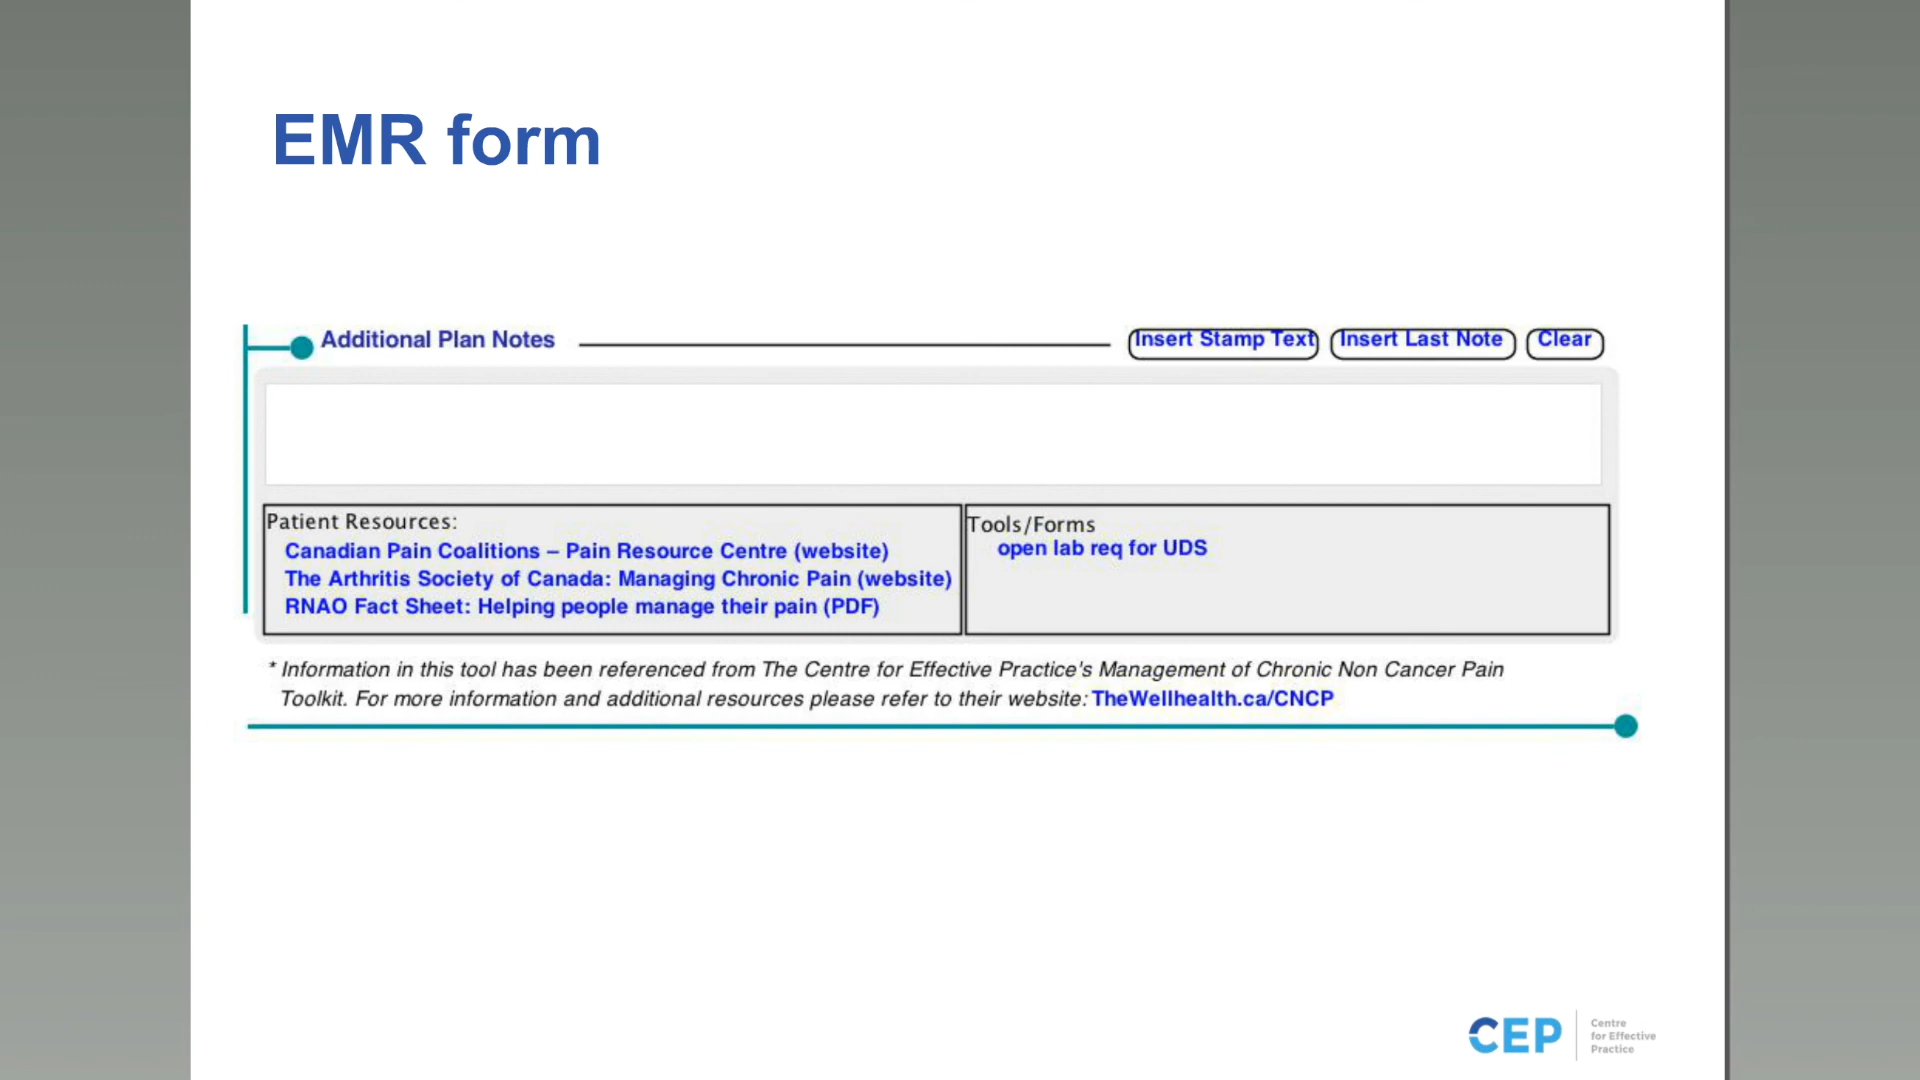 EMR form
Additional Plan Notes
Insert Stamp Text
Insert Last Note
Clear
Patient Resources:
Canadian Pain Coalitions – Pain Resource Centre (website)
The Arthritis Society of Canada: Managing Chronic Pain (website)
RNAO Fact Sheet: Helping people manage their pain (PDF)
Tools/Forms
open lab req for UDS
* Information in this tool has been referenced from The Centre for Effective Practice's Management of Chronic Non Cancer Pain
Toolkit. For more information and additional resources please refer to their website: TheWellhealth.ca/CNCP
CEP
Centre
for Effective
Practice